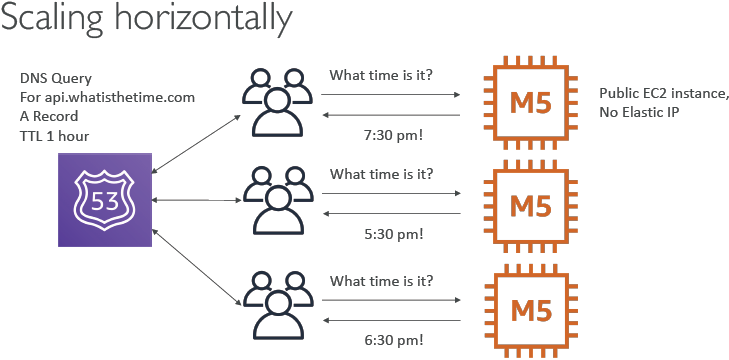 Scaling horizontally
DNS Query
For api.whatisthetime.com
A Record
TTL 1 hour
53
What time is it?
7:30 pm!
M5
Public EC2 instance,
No Elastic IP
What time is it?
5:30 pm!
M5
What time is it?
6:30 pm!
M5